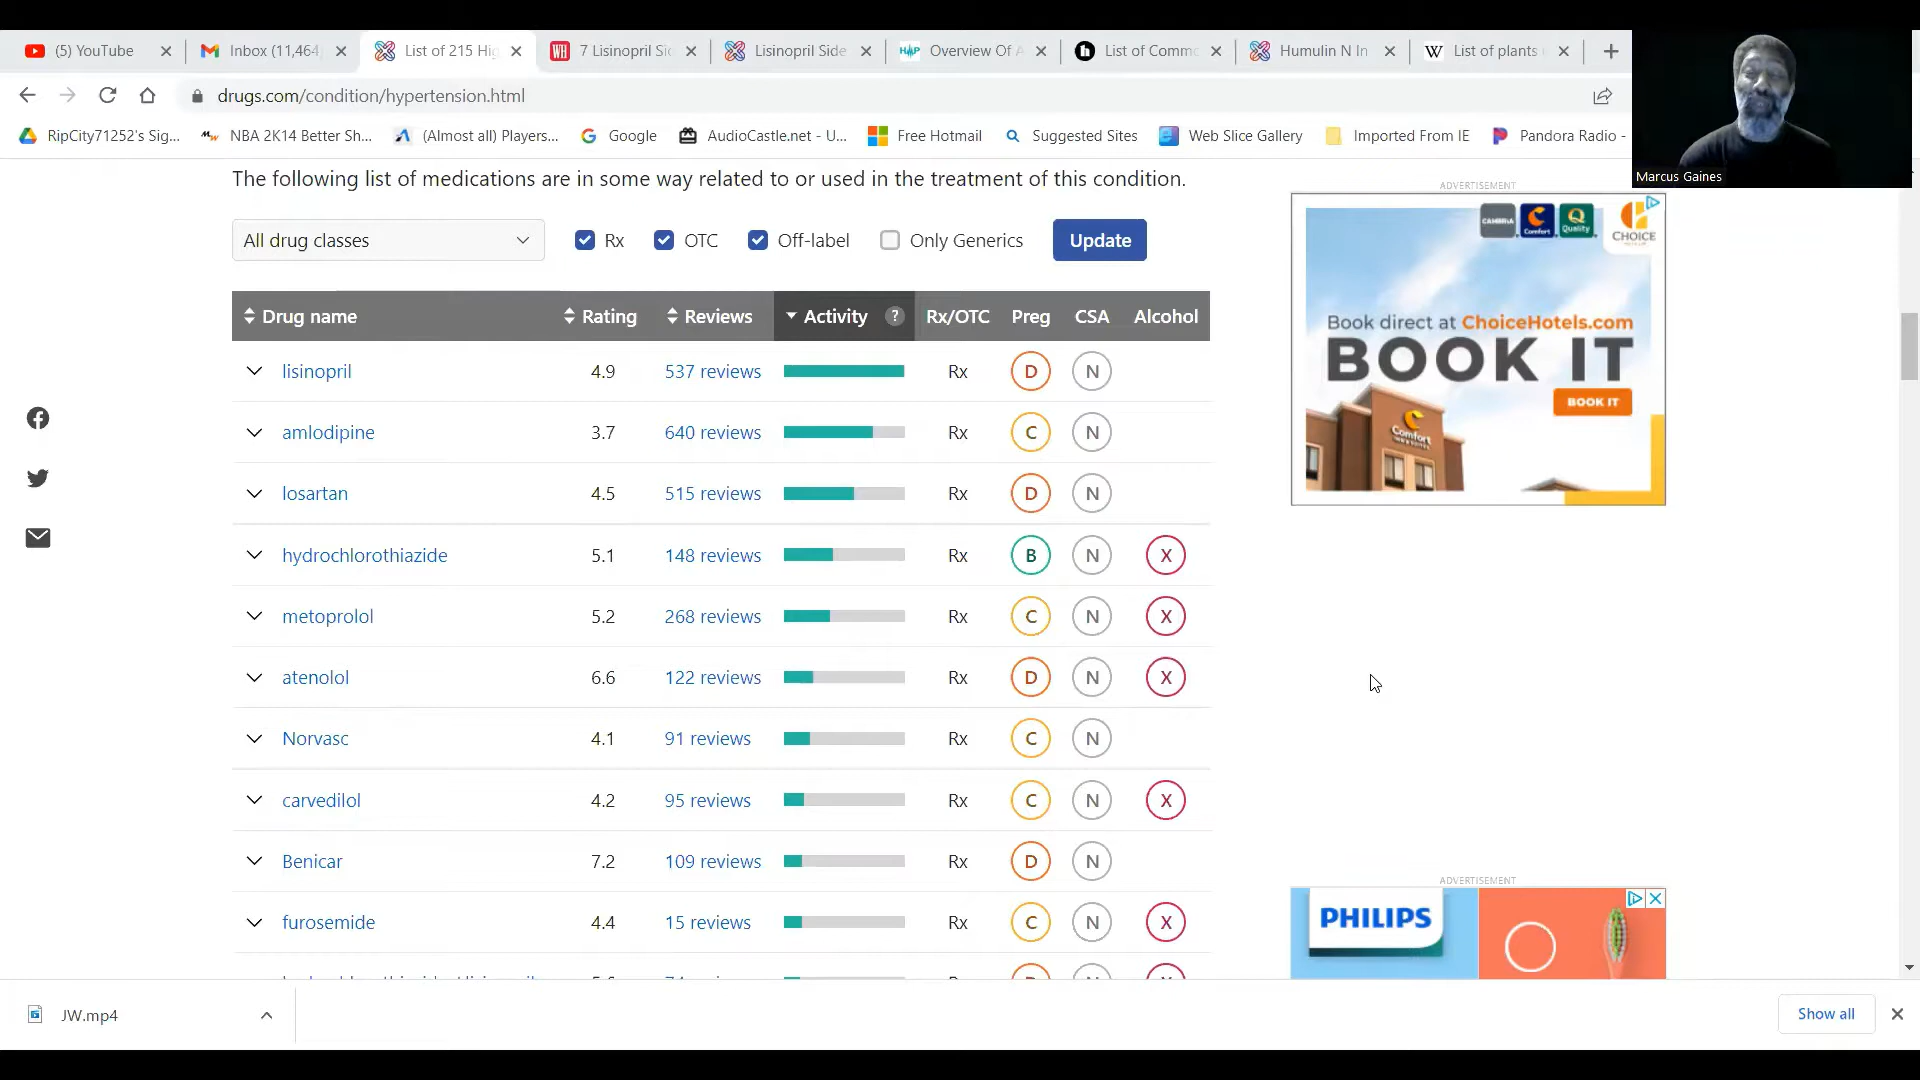 (5) YouTube
Inbox (11,464
List of 215 Hig
7 Lisinopril Sid
Lisinopril Side
Overview Of A
List of Commo
Humulin N In
List of plants
drugs.com/condition/hypertension.html
RipCity71252's Sig...
NBA 2K14 Better Sh...
(Almost all) Players...
Google
AudioCastle.net - U...
Free Hotmail
Suggested Sites
Web Slice Gallery
Imported From IE
Pandora Radio -
Marcus Gaines
The following list of medications are in some way related to or used in the treatment of this condition.
All drug classes
Rx
OTC
Off-label
Only Generics
Update
Drug name Rating Reviews Activity ? Rx/OTC Preg CSA Alcohol
lisinopril 4.9 537 reviews Rx D N
amlodipine 3.7 640 reviews Rx C N
losartan 4.5 515 reviews Rx D N
hydrochlorothiazide 5.1 148 reviews Rx B N X
metoprolol 5.2 268 reviews Rx C N X
atenolol 6.6 122 reviews Rx D N X
Norvasc 4.1 91 reviews Rx C N
carvedilol 4.2 95 reviews Rx C N X
Benicar 7.2 109 reviews Rx D N
furosemide 4.4 15 reviews Rx C N X
ADVERTISEMENT
CAMBRIA
Comfort
Quality
CHOICE
HOTELS
Book direct at ChoiceHotels.com
BOOK IT
BOOK IT
Comfort
ADVERTISEMENT
PHILIPS
JW.mp4
Show all